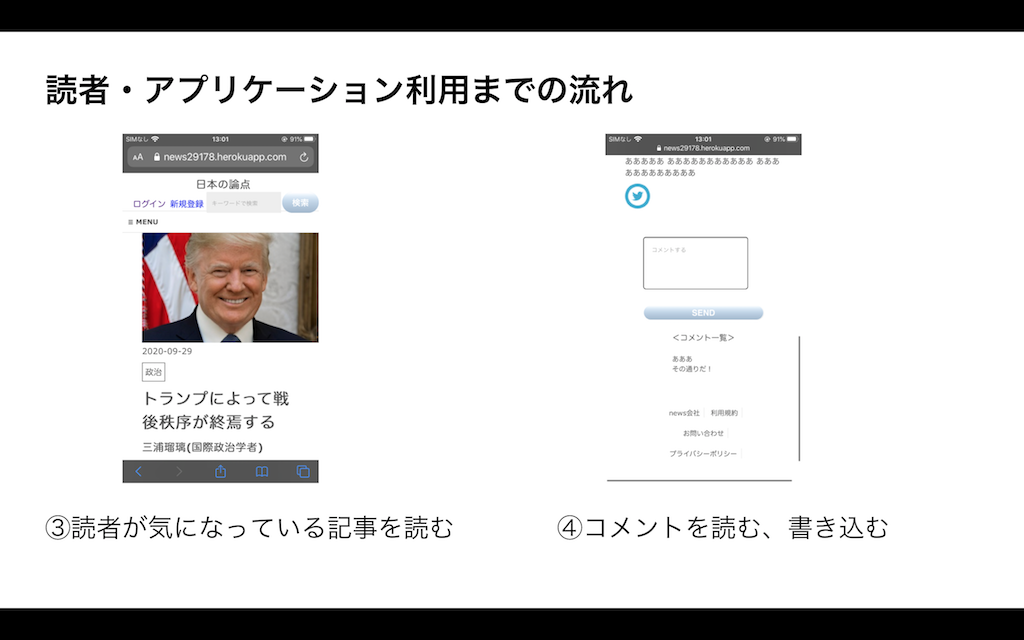 読者・アプリケーション利用までの流れ
SIMなし 13:01 91%
AA news29178.herokuapp.com
日本の論点
ログイン 新規登録 キーワードで検索 検索
≡ MENU
2020-09-29
政治
トランプによって戦
後秩序が終焉する
三浦瑠璃(国際政治学者)
③読者が気になっている記事を読む
SIMなし 13:01 91%
news29178.herokuapp.com
あああああ あああああああああああ あああ
あああああああああ
コメントする
SEND
＜コメント一覧＞
あああ
その通りだ！
news会社 利用規約
お問い合わせ
プライバシーポリシー
④コメントを読む、書き込む